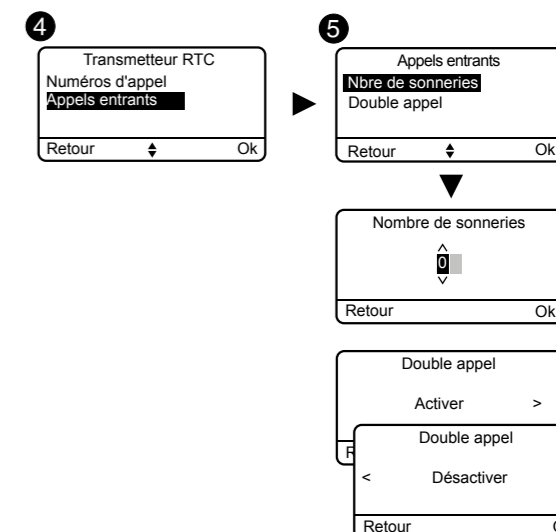 4
Transmetteur RTC
Numéros d'appel
Appels entrants
Retour Ok
5
Appels entrants
Nbre de sonneries
Double appel
Retour Ok
Nombre de sonneries
0
Retour Ok
Double appel
Activer >
R
Double appel
< Désactiver
Retour